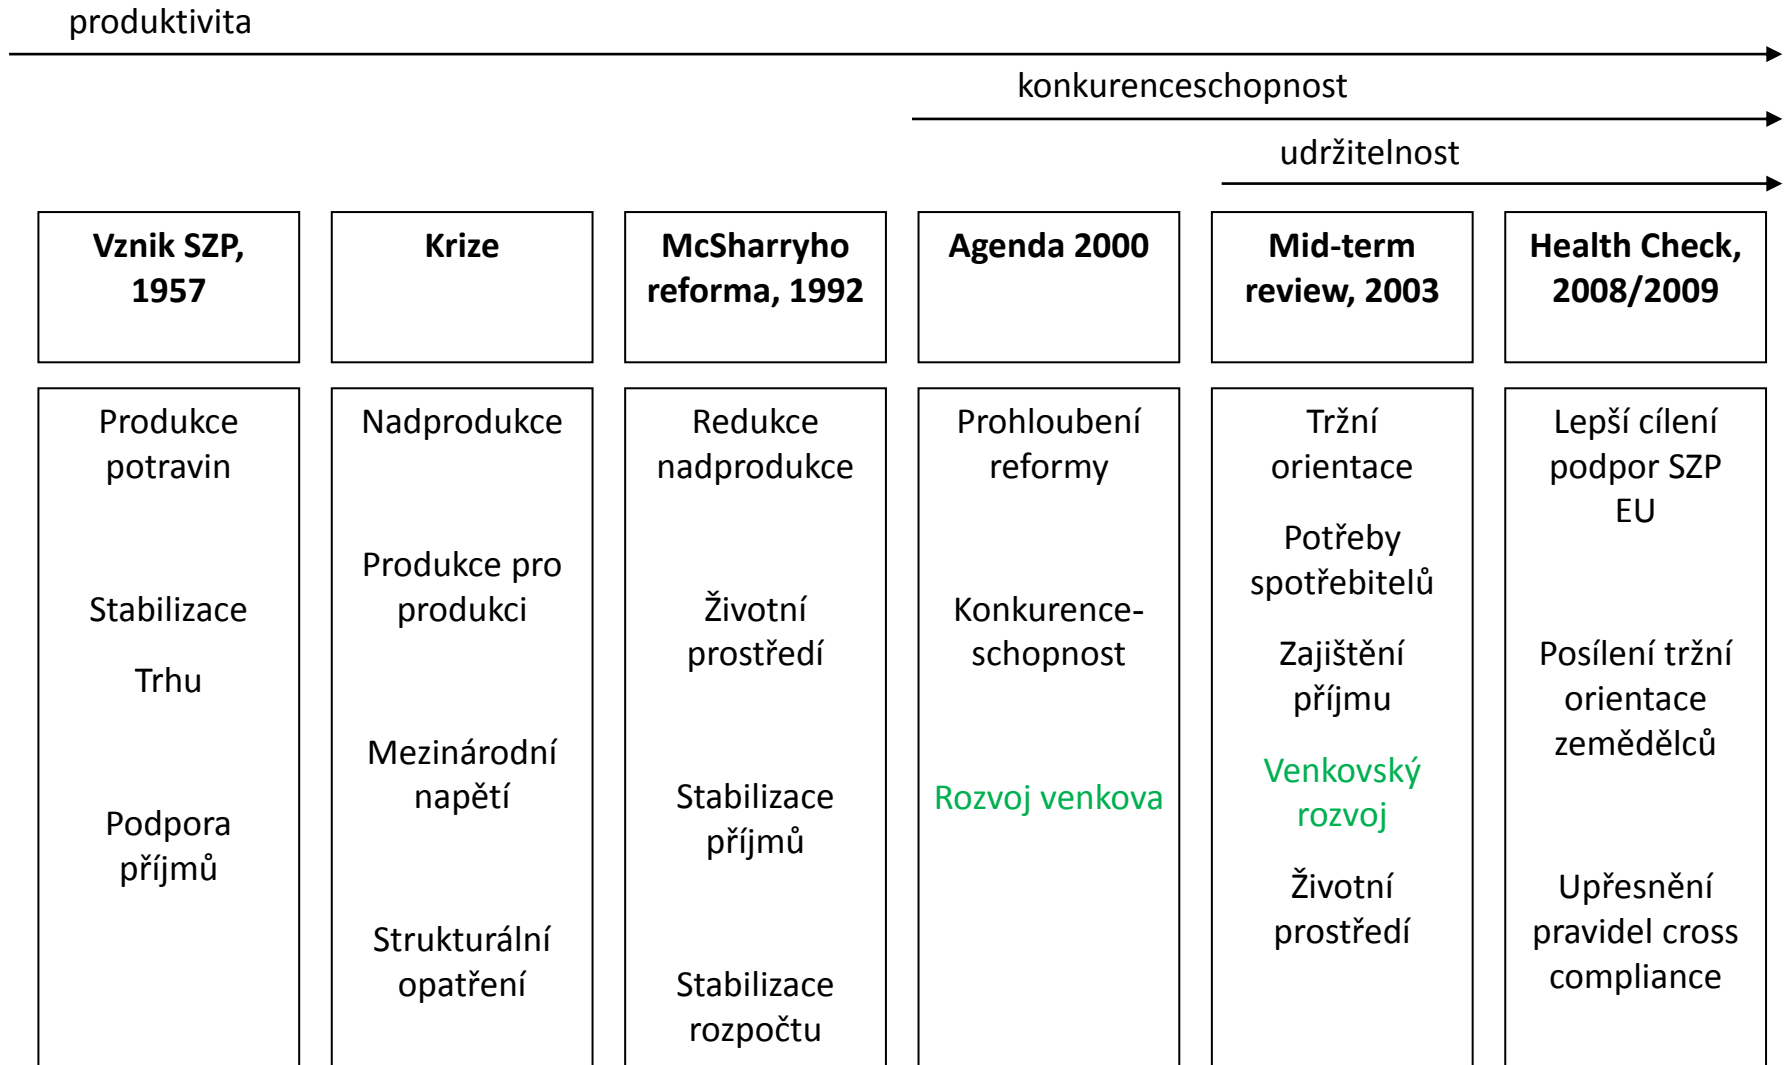 produktivita
konkurenceschopnost
udržitelnost
Vznik SZP,
1957
Krize
McSharryho
reforma, 1992
Agenda 2000
Mid-term
review, 2003
Health Check,
2008/2009
Produkce
potravin
Stabilizace
Trhu
Podpora
příjmů
Nadprodukce
Produkce pro
produkci
Mezinárodní
napětí
Strukturální
opatření
Redukce
nadprodukce
Životní
prostředí
Stabilizace
příjmů
Stabilizace
rozpočtu
Prohloubení
reformy
Konkurence-
schopnost
Rozvoj venkova
Tržní
orientace
Potřeby
spotřebitelů
Zajištění
příjmu
Venkovský
rozvoj
Životní
prostředí
Lepší cílení
podpor SZP
EU
Posílení tržní
orientace
zemědělců
Upřesnění
pravidel cross
compliance